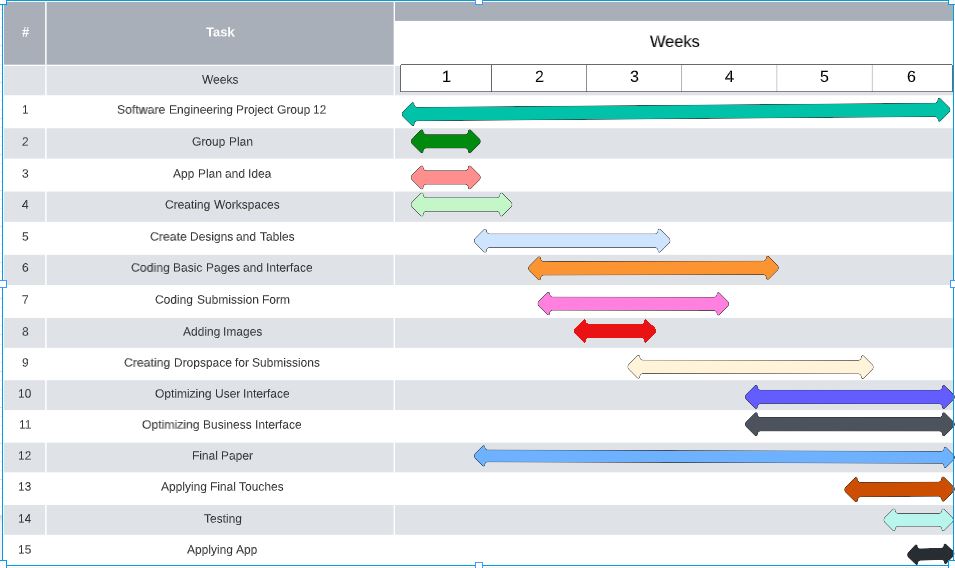 # Task
Weeks
Weeks 1 2 3 4 5 6
1 Software Engineering Project Group 12
2 Group Plan
3 App Plan and Idea
4 Creating Workspaces
5 Create Designs and Tables
6 Coding Basic Pages and Interface
7 Coding Submission Form
8 Adding Images
9 Creating Dropspace for Submissions
10 Optimizing User Interface
11 Optimizing Business Interface
12 Final Paper
13 Applying Final Touches
14 Testing
15 Applying App